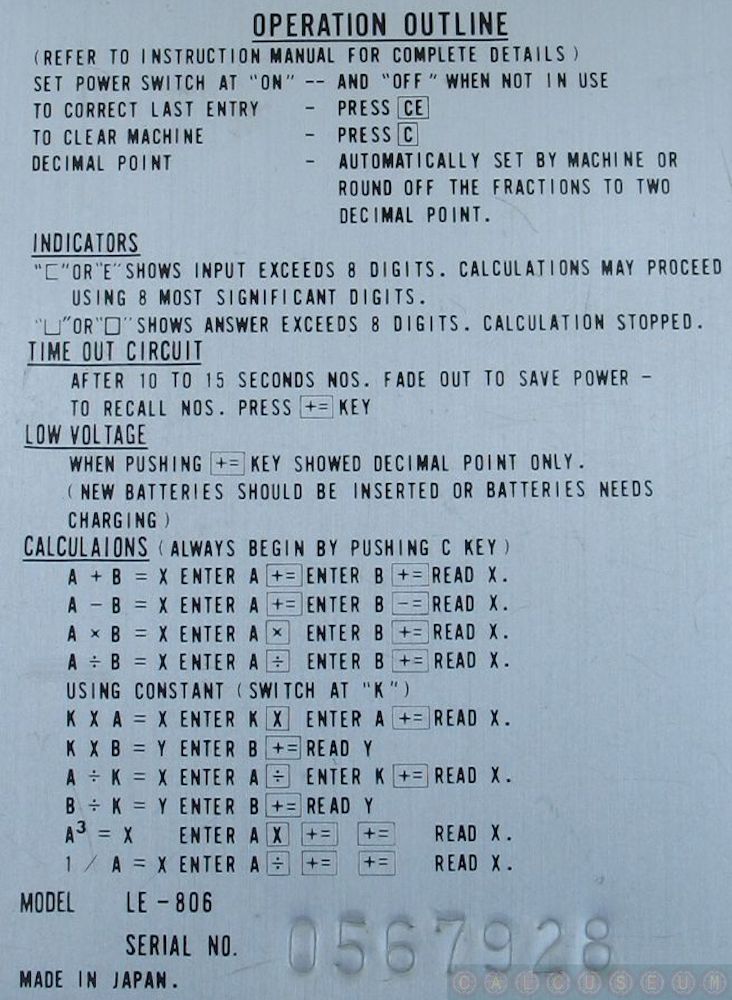 OPERATION OUTLINE
(REFER TO INSTRUCTION MANUAL FOR COMPLETE DETAILS)
SET POWER SWITCH AT "ON" -- AND "OFF" WHEN NOT IN USE
TO CORRECT LAST ENTRY - PRESS CE
TO CLEAR MACHINE - PRESS C
DECIMAL POINT - AUTOMATICALLY SET BY MACHINE OR
ROUND OFF THE FRACTIONS TO TWO
DECIMAL POINT.
INDICATORS
"⊏" OR "E" SHOWS INPUT EXCEEDS 8 DIGITS. CALCULATIONS MAY PROCEED
USING 8 MOST SIGNIFICANT DIGITS.
"⊔" OR "□" SHOWS ANSWER EXCEEDS 8 DIGITS. CALCULATION STOPPED.
TIME OUT CIRCUIT
AFTER 10 TO 15 SECONDS NOS. FADE OUT TO SAVE POWER -
TO RECALL NOS. PRESS += KEY
LOW VOLTAGE
WHEN PUSHING += KEY SHOWED DECIMAL POINT ONLY.
(NEW BATTERIES SHOULD BE INSERTED OR BATTERIES NEEDS
CHARGING)
CALCULAIONS (ALWAYS BEGIN BY PUSHING C KEY)
A + B = X ENTER A += ENTER B += READ X.
A - B = X ENTER A += ENTER B -= READ X.
A × B = X ENTER A × ENTER B += READ X.
A ÷ B = X ENTER A ÷ ENTER B += READ X.
USING CONSTANT (SWITCH AT "K")
K X A = X ENTER K X ENTER A += READ X.
K X B = Y ENTER B += READ Y
A ÷ K = X ENTER A ÷ ENTER K += READ X.
B ÷ K = Y ENTER B += READ Y
A³ = X ENTER A X += += READ X.
1 / A = X ENTER A ÷ += += READ X.
MODEL LE-806
SERIAL NO. 0567928
MADE IN JAPAN.
CALCUSEUM